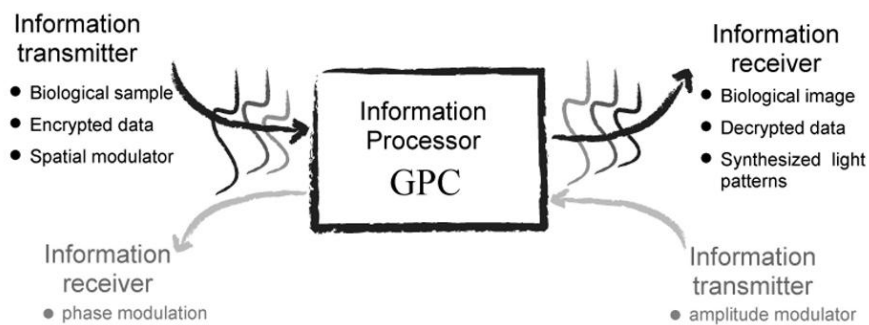 Information
transmitter
● Biological sample
● Encrypted data
● Spatial modulator
Information
Processor
GPC
Information
receiver
● Biological image
● Decrypted data
● Synthesized light
patterns
Information
receiver
● phase modulation
Information
transmitter
● amplitude modulator